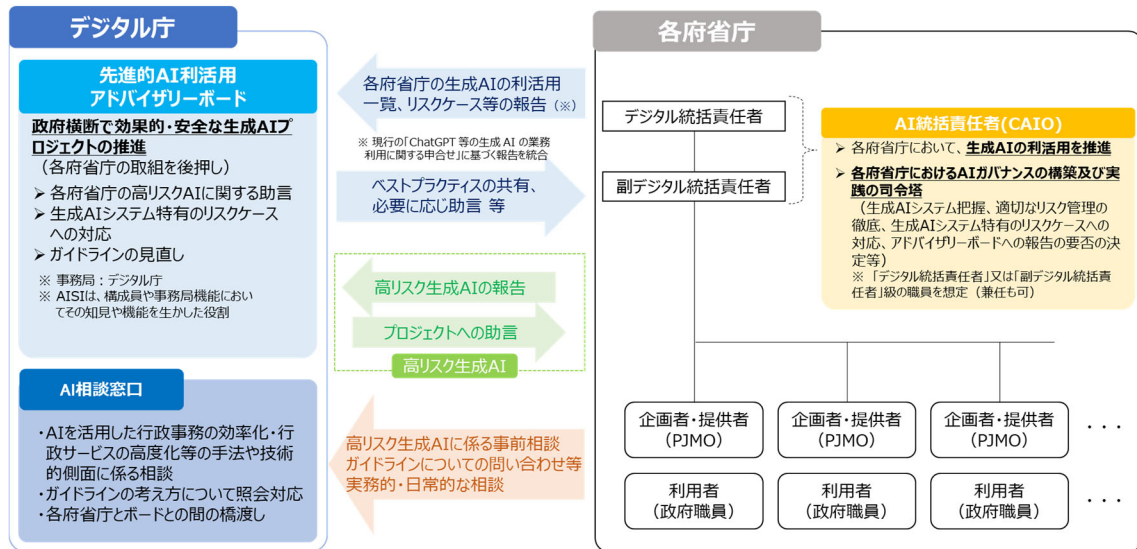 デジタル庁
先進的AI利活用
アドバイザリーボード
政府横断で効果的・安全な生成AIプ
ロジェクトの推進
（各府省庁の取組を後押し）
➢ 各府省庁の高リスクAIに関する助言
➢ 生成AIシステム特有のリスクケース
への対応
➢ ガイドラインの見直し
※ 事務局：デジタル庁
※ AISIは、構成員や事務局機能におい
てその知見や機能を生かした役割
AI相談窓口
・AIを活用した行政事務の効率化・行
政サービスの高度化等の手法や技術
的側面に係る相談
・ガイドラインの考え方について照会対応
・各府省庁とボードとの間の橋渡し
各府省庁の生成AIの利活用
一覧、リスクケース等の報告（※）
※ 現行の「ChatGPT 等の生成 AI の業務
利用に関する申合せ」に基づく報告を統合
ベストプラクティスの共有、
必要に応じ助言 等
高リスク生成AIの報告
プロジェクトへの助言
高リスク生成AI
高リスク生成AIに係る事前相談
ガイドラインについての問い合わせ等
実務的・日常的な相談
各府省庁
デジタル統括責任者
副デジタル統括責任者
AI統括責任者(CAIO)
➢ 各府省庁において、生成AIの利活用を推進
➢ 各府省庁におけるAIガバナンスの構築及び実
践の司令塔
（生成AIシステム把握、適切なリスク管理の
徹底、生成AIシステム特有のリスクケースへの
対応、アドバイザリーボードへの報告の要否の決
定等）
※ 「デジタル統括責任者」又は「副デジタル統括責
任者」級の職員を想定（兼任も可）
企画者・提供者
(PJMO)
企画者・提供者
(PJMO)
企画者・提供者
(PJMO)
・・・
利用者
(政府職員)
利用者
(政府職員)
利用者
(政府職員)
・・・